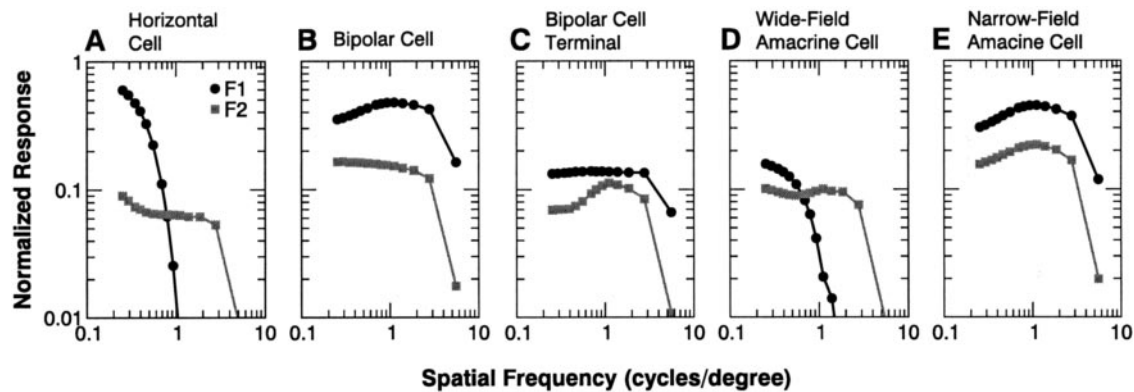 A Horizontal
Cell
B Bipolar Cell
C Bipolar Cell
Terminal
D Wide-Field
Amacrine Cell
E Narrow-Field
Amacine Cell
Normalized Response
1
0.1
0.01
F1
F2
0.1 1 10
0.1 1 10
0.1 1 10
0.1 1 10
0.1 1 10
Spatial Frequency (cycles/degree)